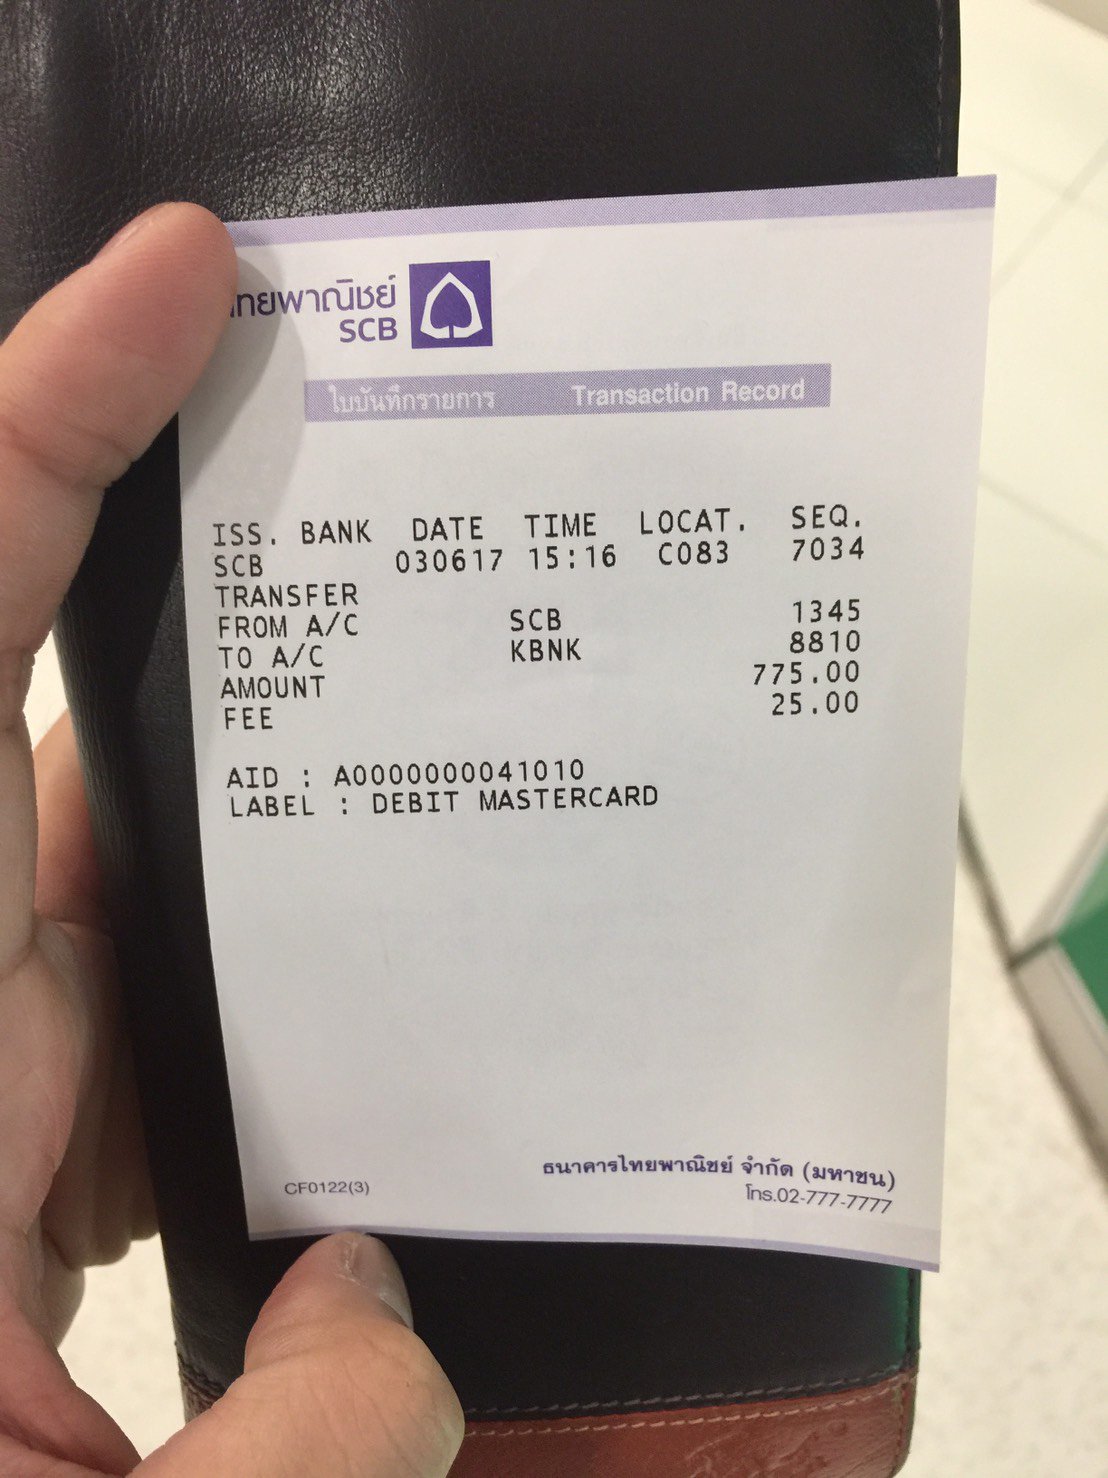 ไทยพาณิชย์
SCB
ใบบันทึกรายการ Transaction Record
ISS. BANK DATE TIME LOCAT. SEQ.
SCB 030617 15:16 C083 7034
TRANSFER
FROM A/C SCB 1345
TO A/C KBNK 8810
AMOUNT 775.00
FEE 25.00
AID : A0000000041010
LABEL : DEBIT MASTERCARD
ธนาคารไทยพาณิชย์ จำกัด (มหาชน)
CF0122(3) โทร.02-777-7777